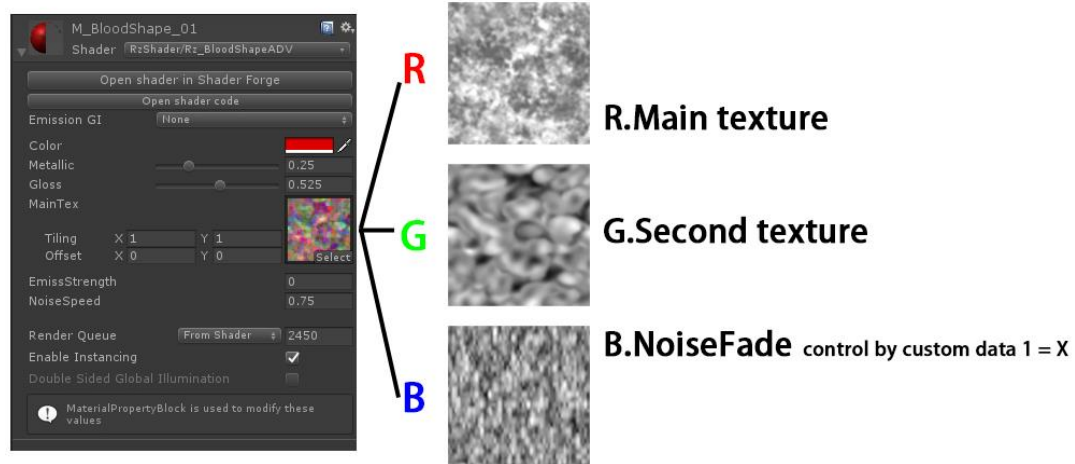 M_BloodShape_01
Shader RzShader/Rz_BloodShapeADV
Open shader in Shader Forge
Open shader code
Emission GI None
Color
Metallic 0.25
Gloss 0.525
MainTex
Tiling X 1 Y 1
Offset X 0 Y 0
Select
EmissStrength 0
NoiseSpeed 0.75
Render Queue From Shader 2450
Enable Instancing
Double Sided Global Illumination
MaterialPropertyBlock is used to modify these
values
R
R.Main texture
G
G.Second texture
B
B.NoiseFade control by custom data 1 = X